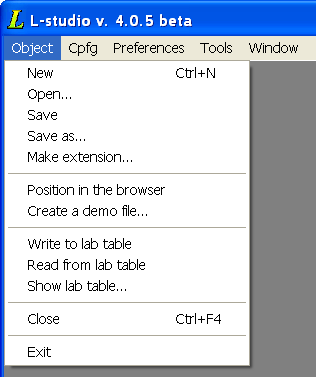 L L-studio v. 4.0.5 beta
Object Cpfg Preferences Tools Window
New Ctrl+N
Open...
Save
Save as...
Make extension...
Position in the browser
Create a demo file...
Write to lab table
Read from lab table
Show lab table...
Close Ctrl+F4
Exit